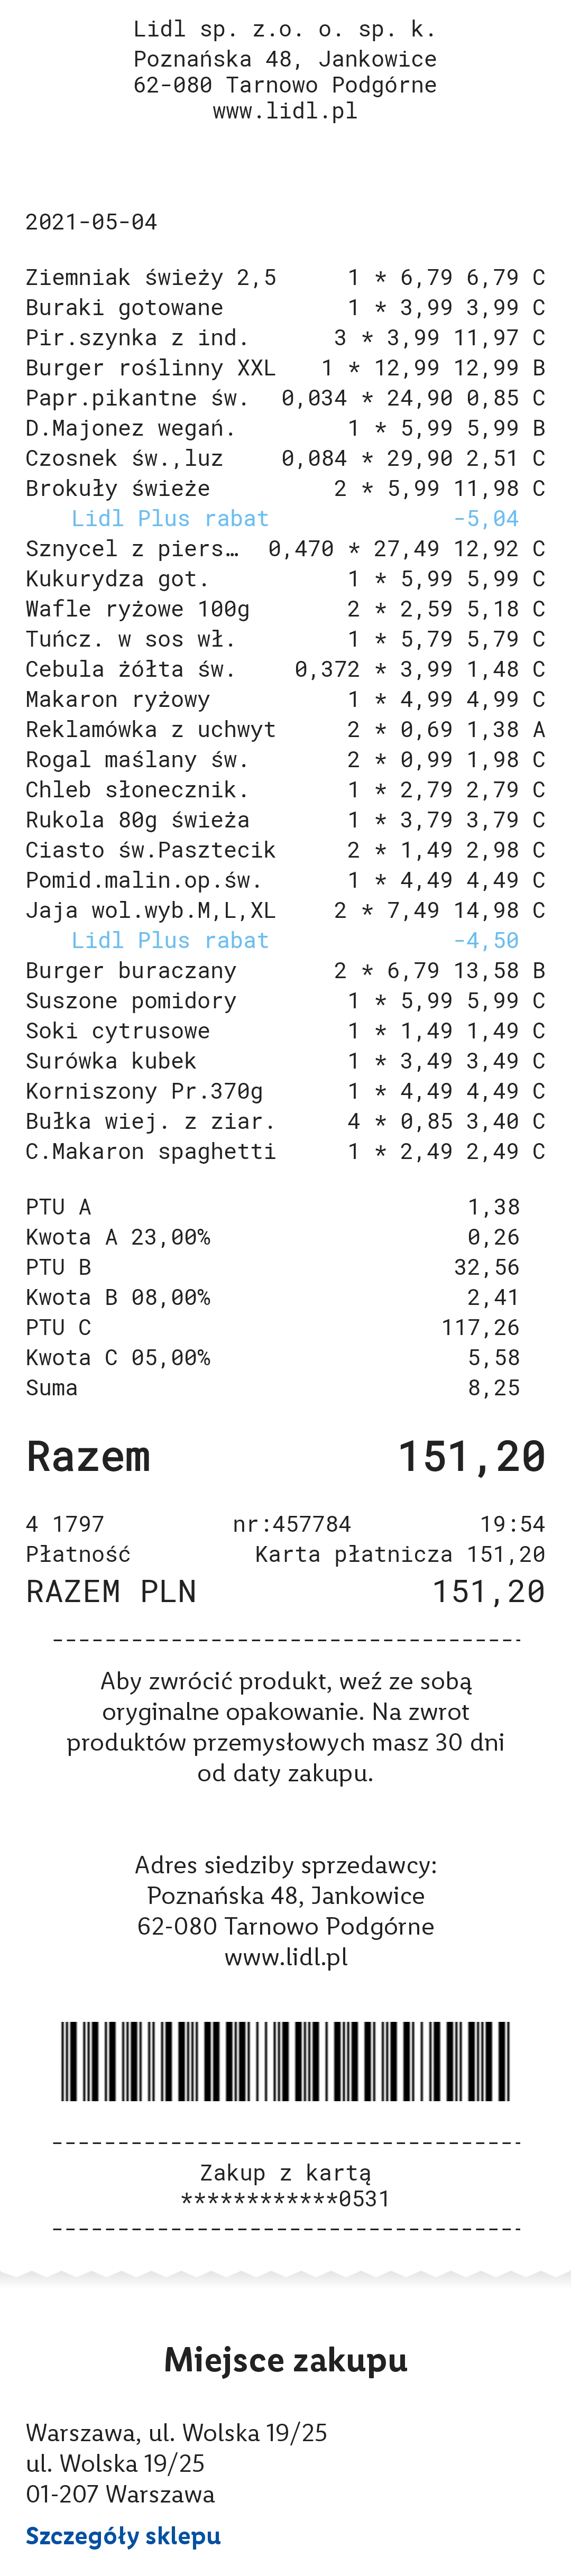 Lidl sp. z.o. o. sp. k.
Poznańska 48, Jankowice
62-080 Tarnowo Podgórne
www.lidl.pl
2021-05-04
Ziemniak świeży 2,5 1 * 6,79 6,79 C
Buraki gotowane 1 * 3,99 3,99 C
Pir.szynka z ind. 3 * 3,99 11,97 C
Burger roślinny XXL 1 * 12,99 12,99 B
Papr.pikantne św. 0,034 * 24,90 0,85 C
D.Majonez wegań. 1 * 5,99 5,99 B
Czosnek św.,luz 0,084 * 29,90 2,51 C
Brokuły świeże 2 * 5,99 11,98 C
Lidl Plus rabat -5,04
Sznycel z piers… 0,470 * 27,49 12,92 C
Kukurydza got. 1 * 5,99 5,99 C
Wafle ryżowe 100g 2 * 2,59 5,18 C
Tuńcz. w sos wł. 1 * 5,79 5,79 C
Cebula żółta św. 0,372 * 3,99 1,48 C
Makaron ryżowy 1 * 4,99 4,99 C
Reklamówka z uchwyt 2 * 0,69 1,38 A
Rogal maślany św. 2 * 0,99 1,98 C
Chleb słonecznik. 1 * 2,79 2,79 C
Rukola 80g świeża 1 * 3,79 3,79 C
Ciasto św.Pasztecik 2 * 1,49 2,98 C
Pomid.malin.op.św. 1 * 4,49 4,49 C
Jaja wol.wyb.M,L,XL 2 * 7,49 14,98 C
Lidl Plus rabat -4,50
Burger buraczany 2 * 6,79 13,58 B
Suszone pomidory 1 * 5,99 5,99 C
Soki cytrusowe 1 * 1,49 1,49 C
Surówka kubek 1 * 3,49 3,49 C
Korniszony Pr.370g 1 * 4,49 4,49 C
Bułka wiej. z ziar. 4 * 0,85 3,40 C
C.Makaron spaghetti 1 * 2,49 2,49 C
PTU A 1,38
Kwota A 23,00% 0,26
PTU B 32,56
Kwota B 08,00% 2,41
PTU C 117,26
Kwota C 05,00% 5,58
Suma 8,25
Razem 151,20
4 1797 nr:457784 19:54
Płatność Karta płatnicza 151,20
RAZEM PLN 151,20
Aby zwrócić produkt, weź ze sobą
oryginalne opakowanie. Na zwrot
produktów przemysłowych masz 30 dni
od daty zakupu.
Adres siedziby sprzedawcy:
Poznańska 48, Jankowice
62-080 Tarnowo Podgórne
www.lidl.pl
Zakup z kartą
************0531
Miejsce zakupu
Warszawa, ul. Wolska 19/25
ul. Wolska 19/25
01-207 Warszawa
Szczegóły sklepu